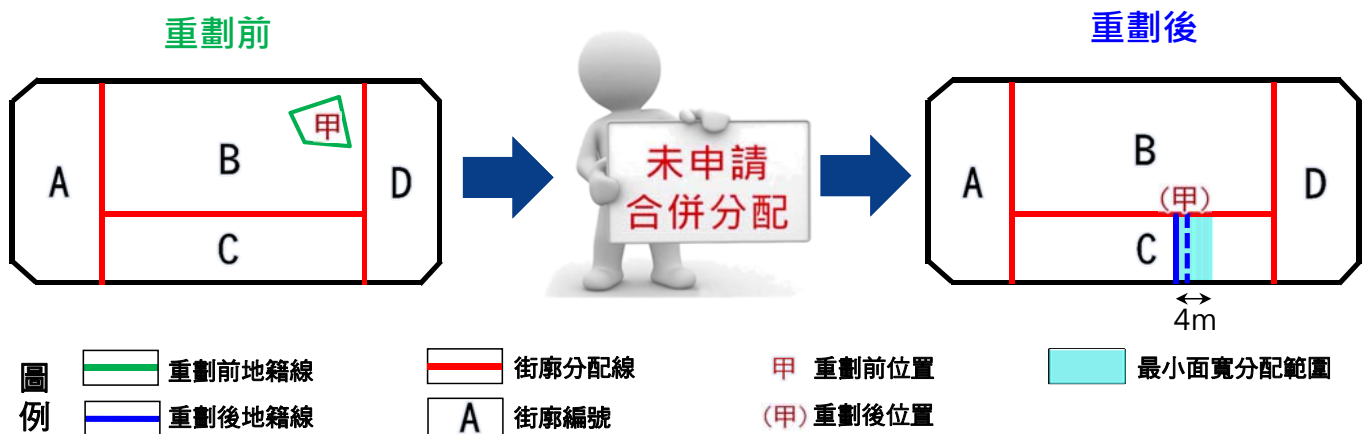 重劃前
重劃後
甲
A
B
C
D
未申請
合併分配
A
B
(甲)
C
D
4m
圖例
重劃前地籍線
街廓分配線
甲 重劃前位置
最小面寬分配範圍
重劃後地籍線
A 街廓編號
(甲) 重劃後位置